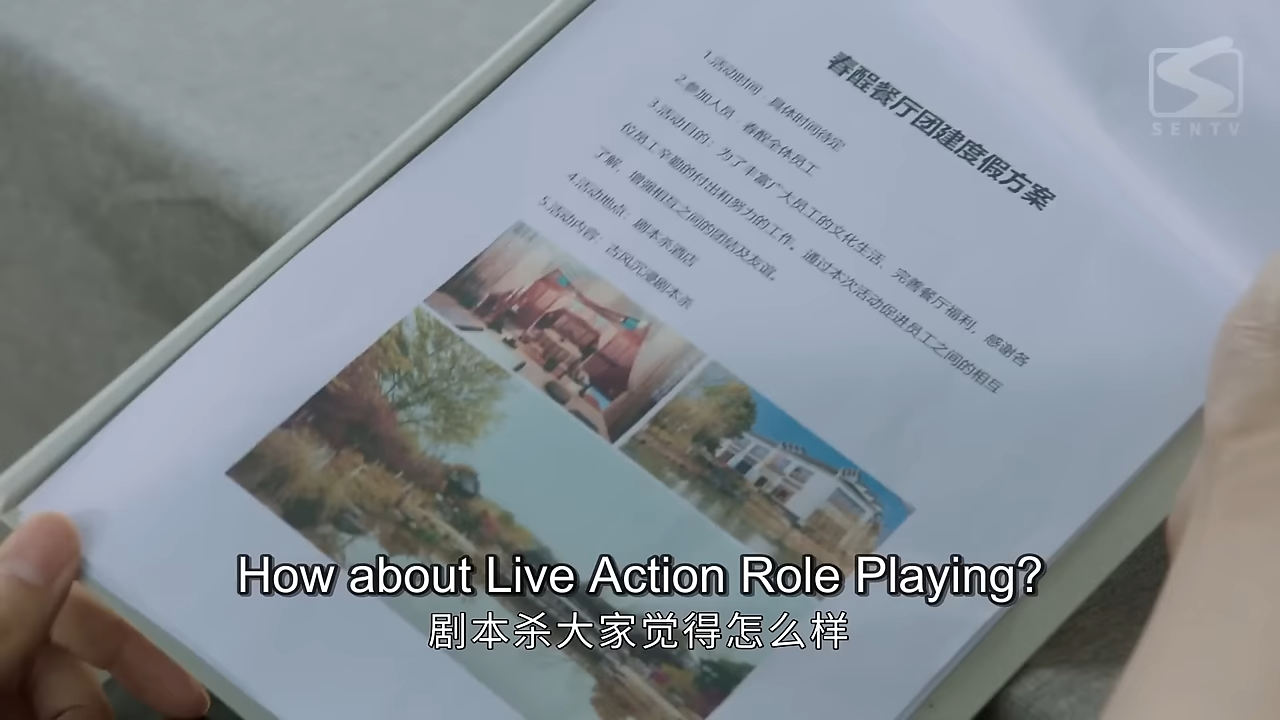 SENTV
春酲餐厅团建度假方案
1.活动时间：具体时间待定
2.参加人员：春酲全体员工
3.活动目的：为了丰富广大员工的文化生活、完善餐厅福利，感谢各
位员工辛勤的付出和努力的工作。通过本次活动促进员工之间的相互
了解，增强相互之间的团结及友谊。
4.活动地点：剧本杀酒店
5.活动内容：古风沉浸剧本杀
How about Live Action Role Playing?
剧本杀大家觉得怎么样